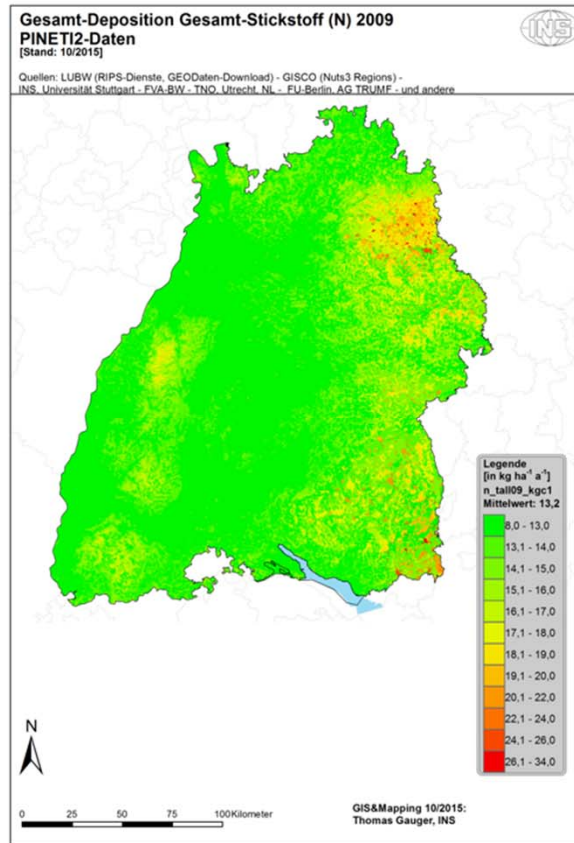 Gesamt-Deposition Gesamt-Stickstoff (N) 2009
PINETI2-Daten
[Stand: 10/2015]
INS
Quellen: LUBW (RIPS-Dienste, GEODaten-Download) - GISCO (Nuts3 Regions) -
INS, Universität Stuttgart - FVA-BW - TNO, Utrecht, NL - FU-Berlin, AG TRUMF - und andere
Legende
[in kg ha⁻¹ a⁻¹]
n_tall09_kgc1
Mittelwert: 13,2
8,0 - 13,0
13,1 - 14,0
14,1 - 15,0
15,1 - 16,0
16,1 - 17,0
17,1 - 18,0
18,1 - 19,0
19,1 - 20,0
20,1 - 22,0
22,1 - 24,0
24,1 - 26,0
26,1 - 34,0
N
0 25 50 75 100 Kilometer
GIS&Mapping 10/2015:
Thomas Gauger, INS